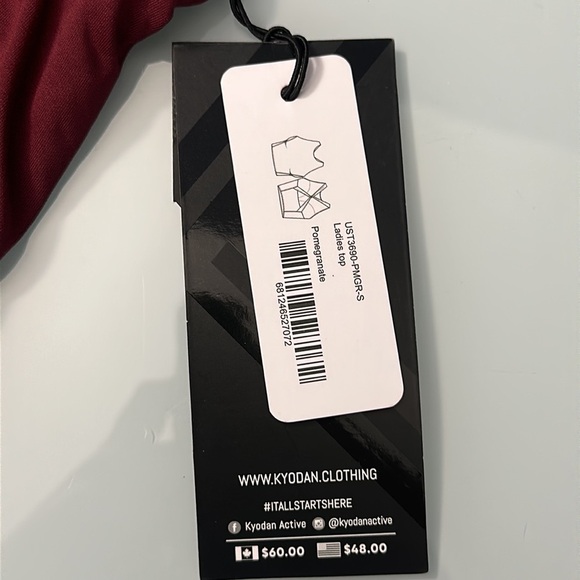 UST3690-PMGR-S
Ladies top
Pomegranate
681246527072
WWW.KYODAN.CLOTHING
#ITALLSTARTSHERE
Kyodan Active @kyodanactive
$60.00 $48.00